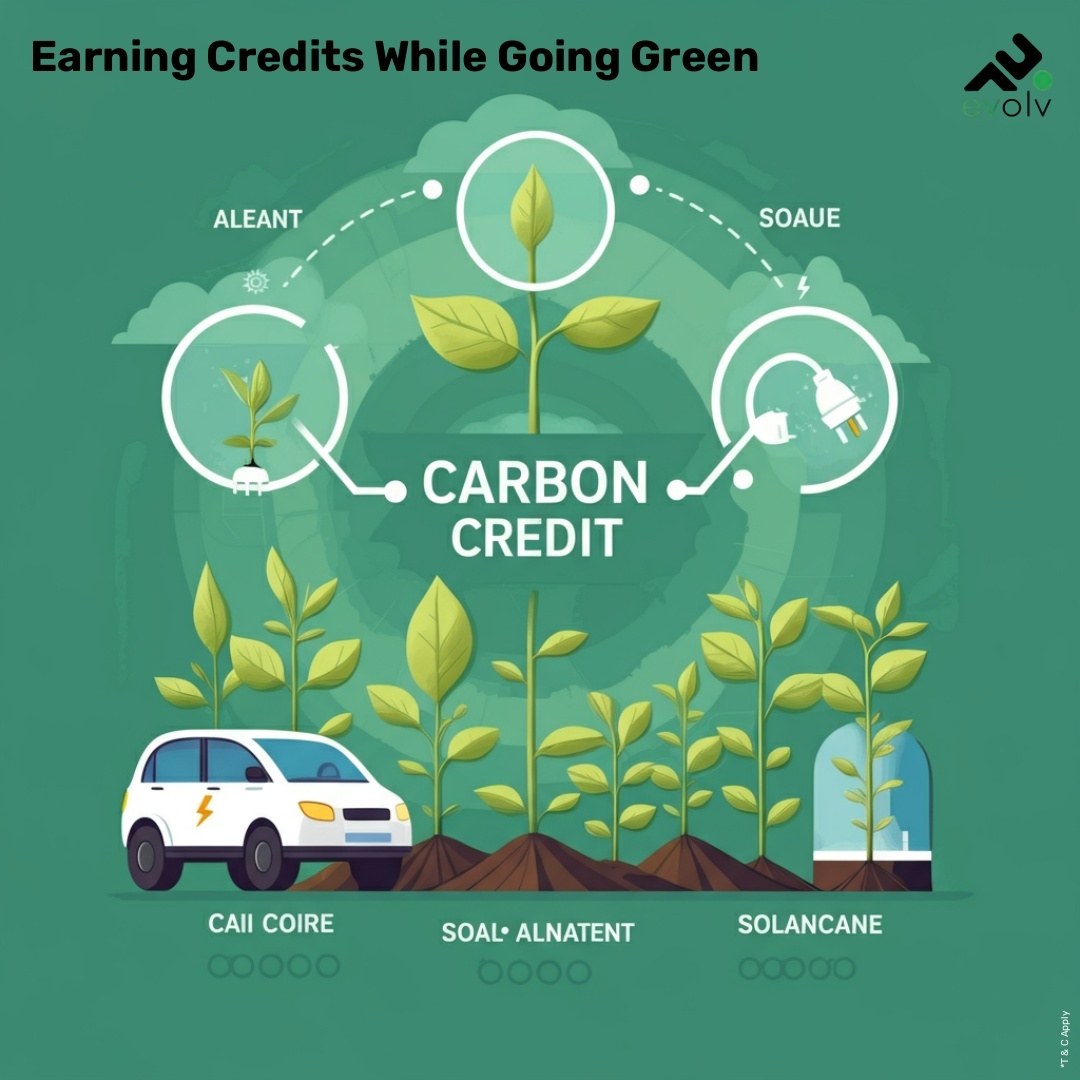 Earning Credits While Going Green
evolv
ALEANT
SOAUE
CARBON
CREDIT
CAII COIRE
SOAL• ALNATENT
SOLANCANE
*T & C Apply